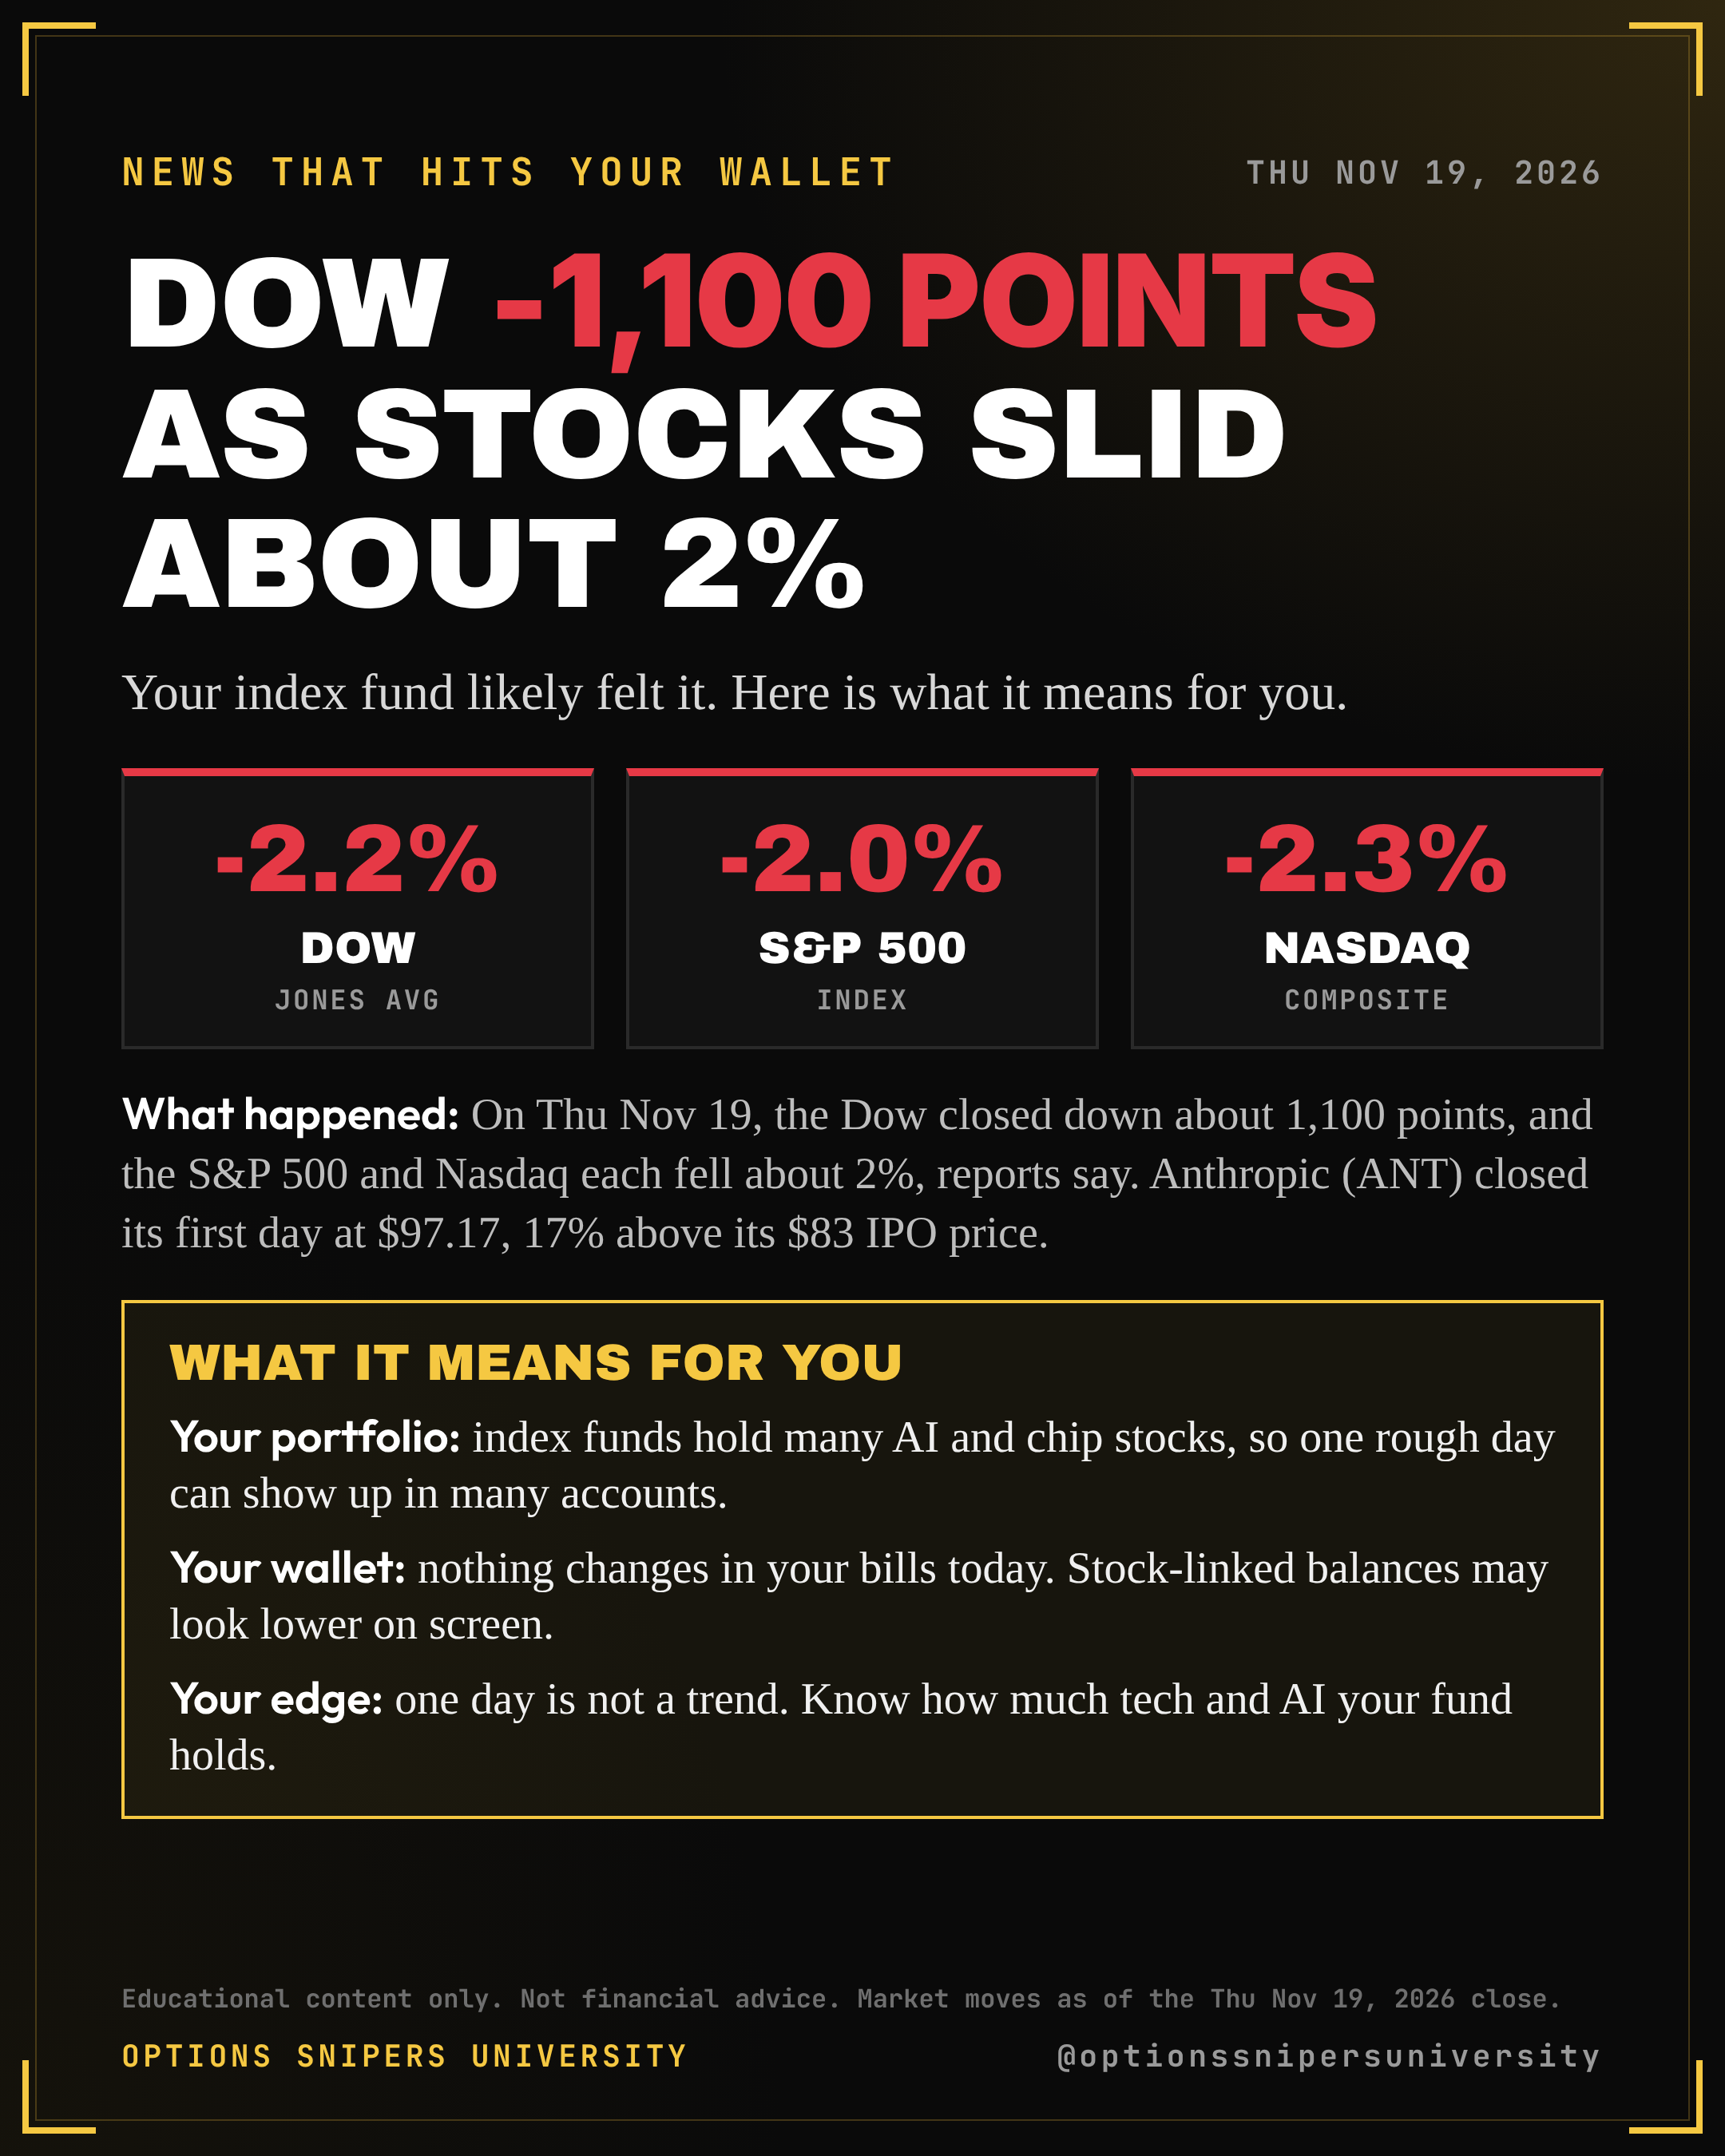 NEWS THAT HITS YOUR WALLET
THU NOV 19, 2026
DOW -1,100 POINTS
AS STOCKS SLID
ABOUT 2%
Your index fund likely felt it. Here is what it means for you.
-2.2%
DOW
JONES AVG
-2.0%
S&P 500
INDEX
-2.3%
NASDAQ
COMPOSITE
What happened: On Thu Nov 19, the Dow closed down about 1,100 points, and
the S&P 500 and Nasdaq each fell about 2%, reports say. Anthropic (ANT) closed
its first day at $97.17, 17% above its $83 IPO price.
WHAT IT MEANS FOR YOU
Your portfolio: index funds hold many AI and chip stocks, so one rough day
can show up in many accounts.
Your wallet: nothing changes in your bills today. Stock-linked balances may
look lower on screen.
Your edge: one day is not a trend. Know how much tech and AI your fund
holds.
Educational content only. Not financial advice. Market moves as of the Thu Nov 19, 2026 close.
OPTIONS SNIPERS UNIVERSITY
@optionssnipersuniversity